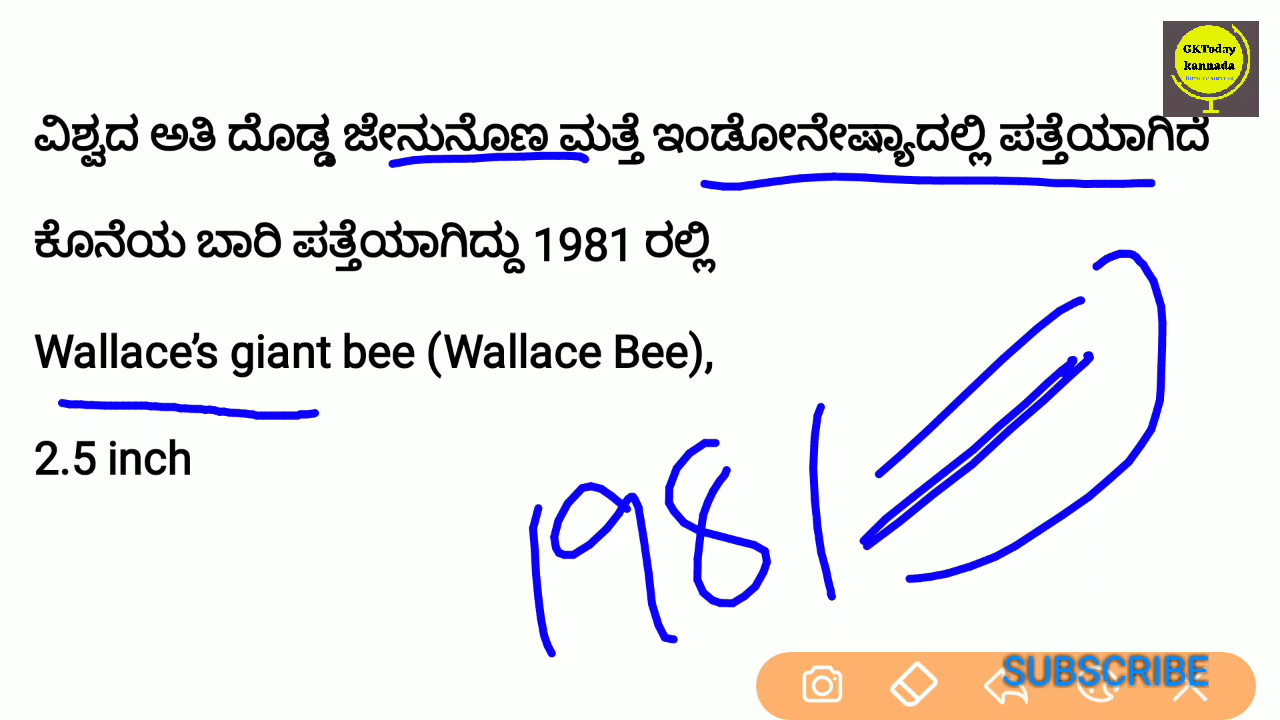 GKToday
kannada
ವಿಶ್ವದ ಅತಿ ದೊಡ್ಡ ಜೇನುನೊಣ ಮತ್ತೆ ಇಂಡೋನೇಷ್ಯಾದಲ್ಲಿ ಪತ್ತೆಯಾಗಿದೆ
ಕೊನೆಯ ಬಾರಿ ಪತ್ತೆಯಾಗಿದ್ದು 1981 ರಲ್ಲಿ
Wallace’s giant bee (Wallace Bee),
2.5 inch
1981
SUBSCRIBE